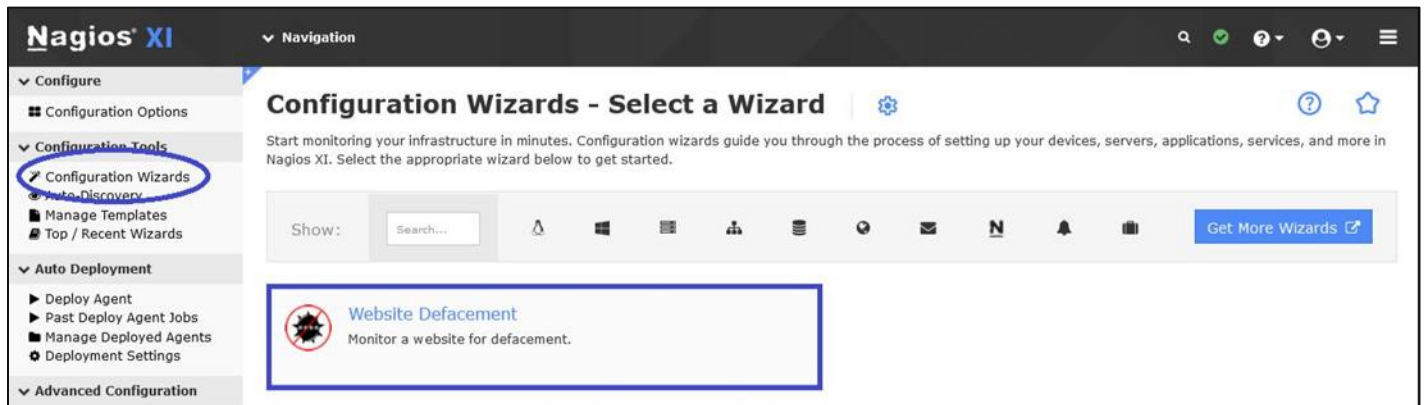 Nagios® XI
Navigation
Configure
Configuration Options
Configuration Tools
Configuration Wizards
Auto-Discovery
Manage Templates
Top / Recent Wizards
Auto Deployment
Deploy Agent
Past Deploy Agent Jobs
Manage Deployed Agents
Deployment Settings
Advanced Configuration
Configuration Wizards - Select a Wizard
Start monitoring your infrastructure in minutes. Configuration wizards guide you through the process of setting up your devices, servers, applications, services, and more in
Nagios XI. Select the appropriate wizard below to get started.
Show: Search... N Get More Wizards
Website Defacement
Monitor a website for defacement.